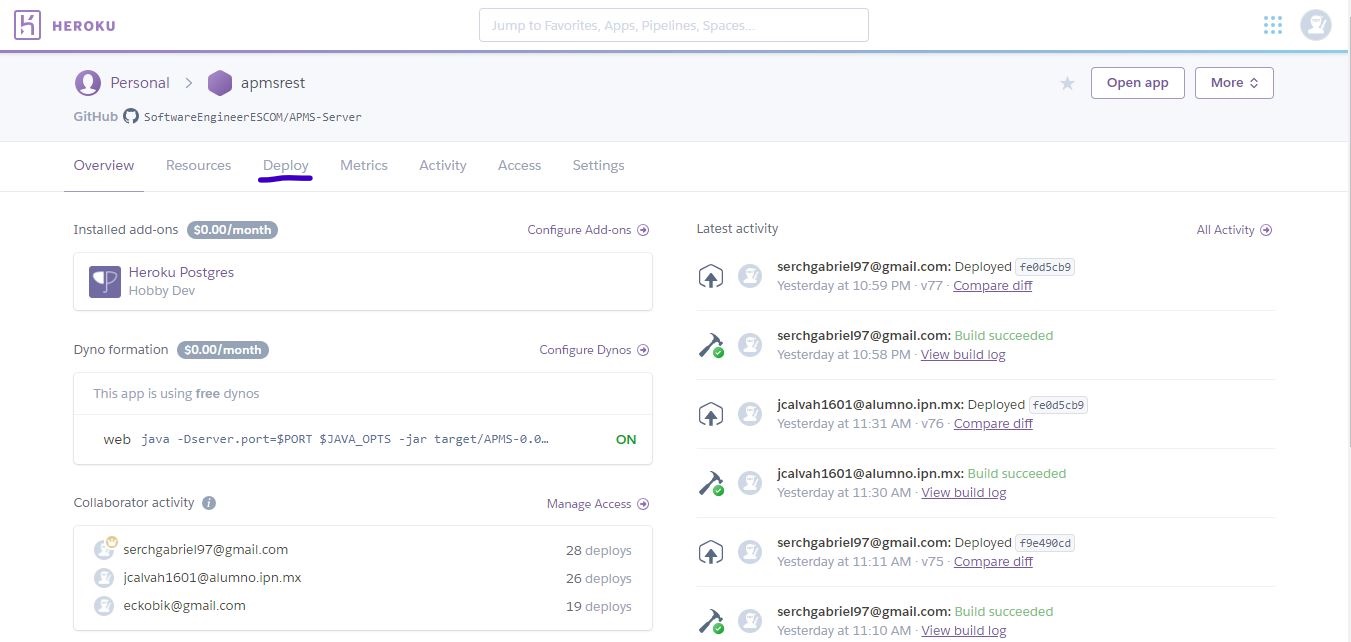 HEROKU
Jump to Favorites, Apps, Pipelines, Spaces...
Personal > apmsrest
Open app
More
GitHub SoftwareEngineerESCOM/APMS-Server
Overview Resources Deploy Metrics Activity Access Settings
Installed add-ons $0.00/month
Configure Add-ons
Heroku Postgres
Hobby Dev
Dyno formation $0.00/month
Configure Dynos
This app is using free dynos
web java -Dserver.port=$PORT $JAVA_OPTS -jar target/APMS-0.0…
ON
Collaborator activity
Manage Access
serchgabriel97@gmail.com 28 deploys
jcalvah1601@alumno.ipn.mx 26 deploys
eckobik@gmail.com 19 deploys
Latest activity
All Activity
serchgabriel97@gmail.com: Deployed fe0d5cb9
Yesterday at 10:59 PM · v77 · Compare diff
serchgabriel97@gmail.com: Build succeeded
Yesterday at 10:58 PM · View build log
jcalvah1601@alumno.ipn.mx: Deployed fe0d5cb9
Yesterday at 11:31 AM · v76 · Compare diff
jcalvah1601@alumno.ipn.mx: Build succeeded
Yesterday at 11:30 AM · View build log
serchgabriel97@gmail.com: Deployed f9e490cd
Yesterday at 11:11 AM · v75 · Compare diff
serchgabriel97@gmail.com: Build succeeded
Yesterday at 11:10 AM · View build log